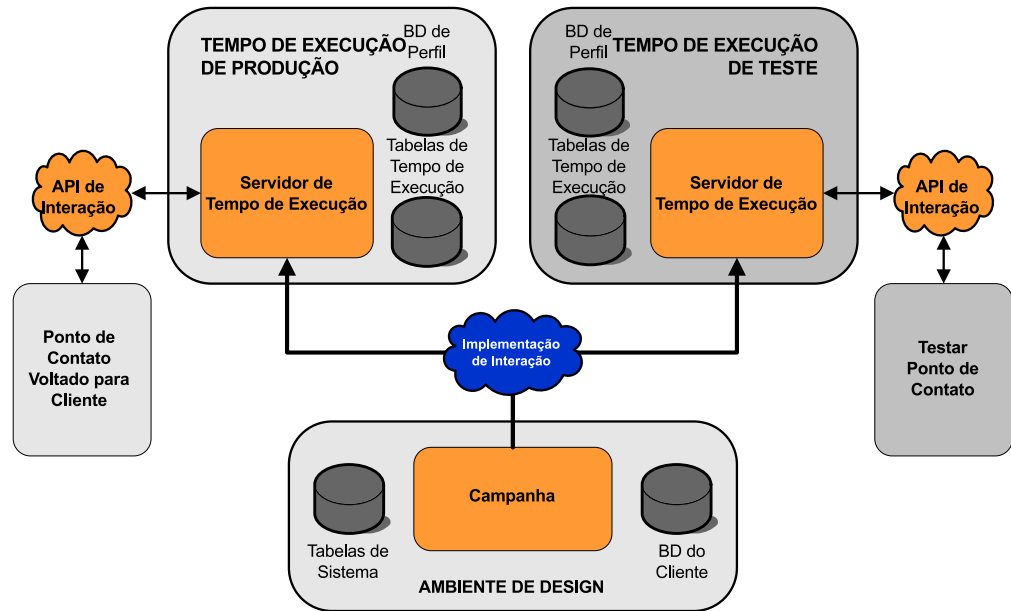 TEMPO DE EXECUÇÃO
DE PRODUÇÃO
BD de
Perfil
Tabelas de
Tempo de
Execução
Servidor de
Tempo de Execução
API de
Interação
Ponto de
Contato
Voltado para
Cliente
BD de
Perfil
TEMPO DE EXECUÇÃO
DE TESTE
Tabelas de
Tempo de
Execução
Servidor de
Tempo de Execução
API de
Interação
Testar
Ponto de
Contato
Implementação
de Interação
Campanha
Tabelas de
Sistema
BD do
Cliente
AMBIENTE DE DESIGN